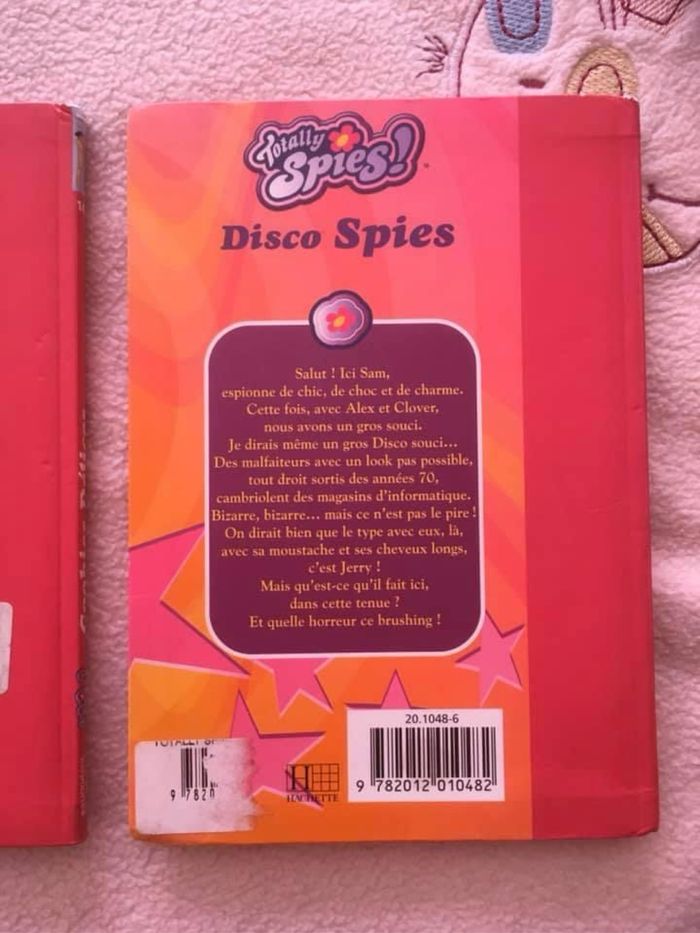 Totally
Spies!
Disco Spies
Salut ! Ici Sam,
espionne de chic, de choc et de charme.
Cette fois, avec Alex et Clover,
nous avons un gros souci.
Je dirais même un gros Disco souci…
Des malfaiteurs avec un look pas possible,
tout droit sortis des années 70,
cambriolent des magasins d'informatique.
Bizarre, bizarre… mais ce n'est pas le pire !
On dirait bien que le type avec eux, là,
avec sa moustache et ses cheveux longs,
c'est Jerry !
Mais qu'est-ce qu'il fait ici,
dans cette tenue ?
Et quelle horreur ce brushing !
20.1048-6
9 782012 010482
HACHETTE
9 7820